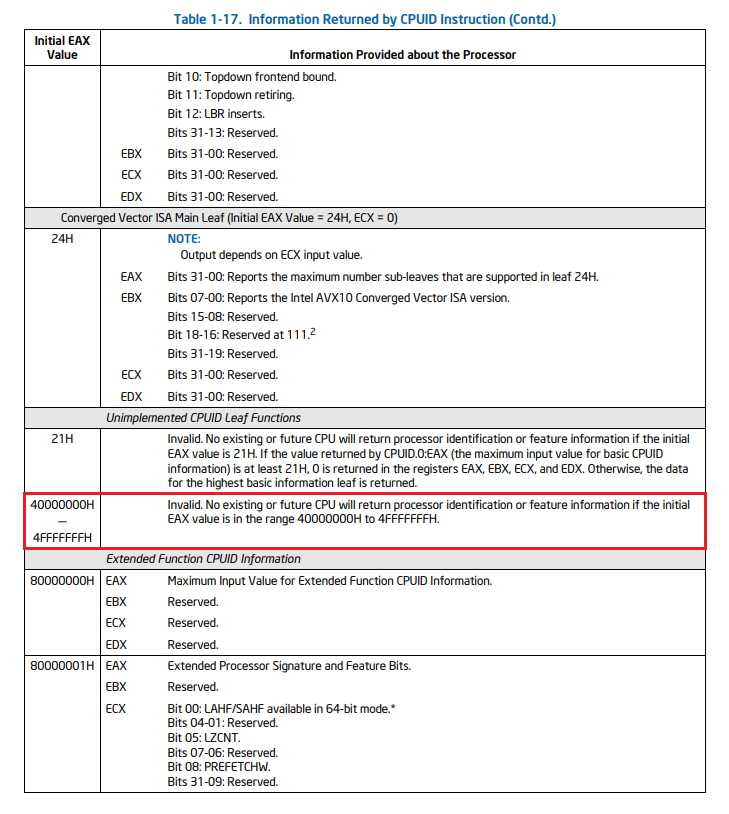 Table 1-17. Information Returned by CPUID Instruction (Contd.)
Initial EAX
Value
Information Provided about the Processor
Bit 10: Topdown frontend bound.
Bit 11: Topdown retiring.
Bit 12: LBR inserts.
Bits 31-13: Reserved.
EBX Bits 31-00: Reserved.
ECX Bits 31-00: Reserved.
EDX Bits 31-00: Reserved.
Converged Vector ISA Main Leaf (Initial EAX Value = 24H, ECX = 0)
24H NOTE:
Output depends on ECX input value.
EAX Bits 31-00: Reports the maximum number sub-leaves that are supported in leaf 24H.
EBX Bits 07-00: Reports the Intel AVX10 Converged Vector ISA version.
Bits 15-08: Reserved.
Bit 18-16: Reserved at 111.²
Bits 31-19: Reserved.
ECX Bits 31-00: Reserved.
EDX Bits 31-00: Reserved.
Unimplemented CPUID Leaf Functions
21H Invalid. No existing or future CPU will return processor identification or feature information if the initial
EAX value is 21H. If the value returned by CPUID.0:EAX (the maximum input value for basic CPUID
information) is at least 21H, 0 is returned in the registers EAX, EBX, ECX, and EDX. Otherwise, the data
for the highest basic information leaf is returned.
40000000H Invalid. No existing or future CPU will return processor identification or feature information if the initial
— EAX value is in the range 40000000H to 4FFFFFFFH.
4FFFFFFFH
Extended Function CPUID Information
80000000H EAX Maximum Input Value for Extended Function CPUID Information.
EBX Reserved.
ECX Reserved.
EDX Reserved.
80000001H EAX Extended Processor Signature and Feature Bits.
EBX Reserved.
ECX Bit 00: LAHF/SAHF available in 64-bit mode.*
Bits 04-01: Reserved.
Bit 05: LZCNT.
Bits 07-06: Reserved.
Bit 08: PREFETCHW.
Bits 31-09: Reserved.